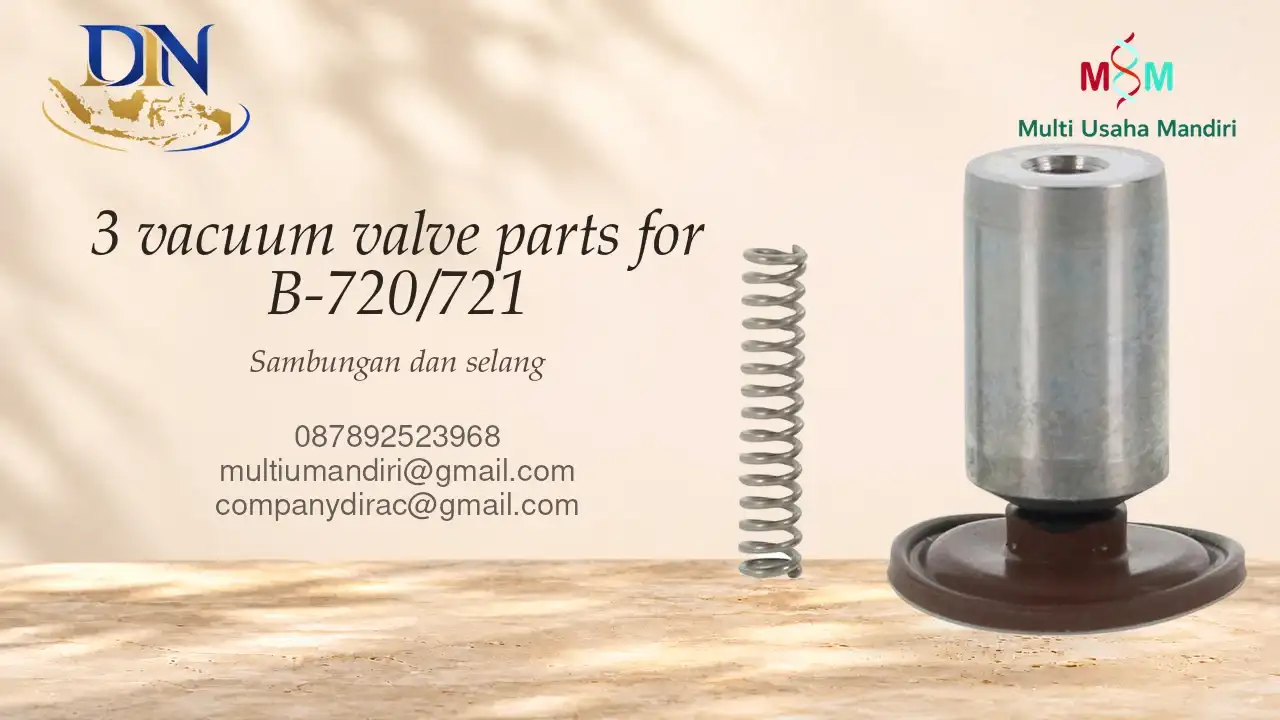 DN
M M
Multi Usaha Mandiri
3 vacuum valve parts for
B-720/721
Sambungan dan selang
087892523968
multiumandiri@gmail.com
companydirac@gmail.com